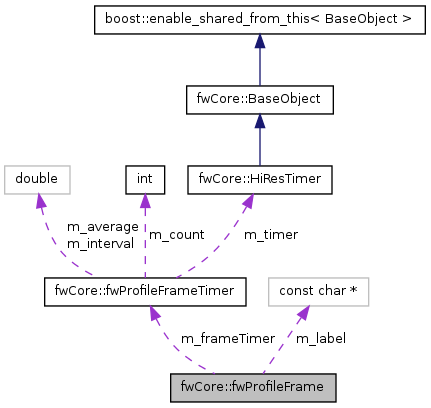 boost::enable_shared_from_this< BaseObject >
fwCore::BaseObject
double
int
fwCore::HiResTimer
m_average
m_interval
m_count
m_timer
fwCore::fwProfileFrameTimer
const char *
m_frameTimer
m_label
fwCore::fwProfileFrame